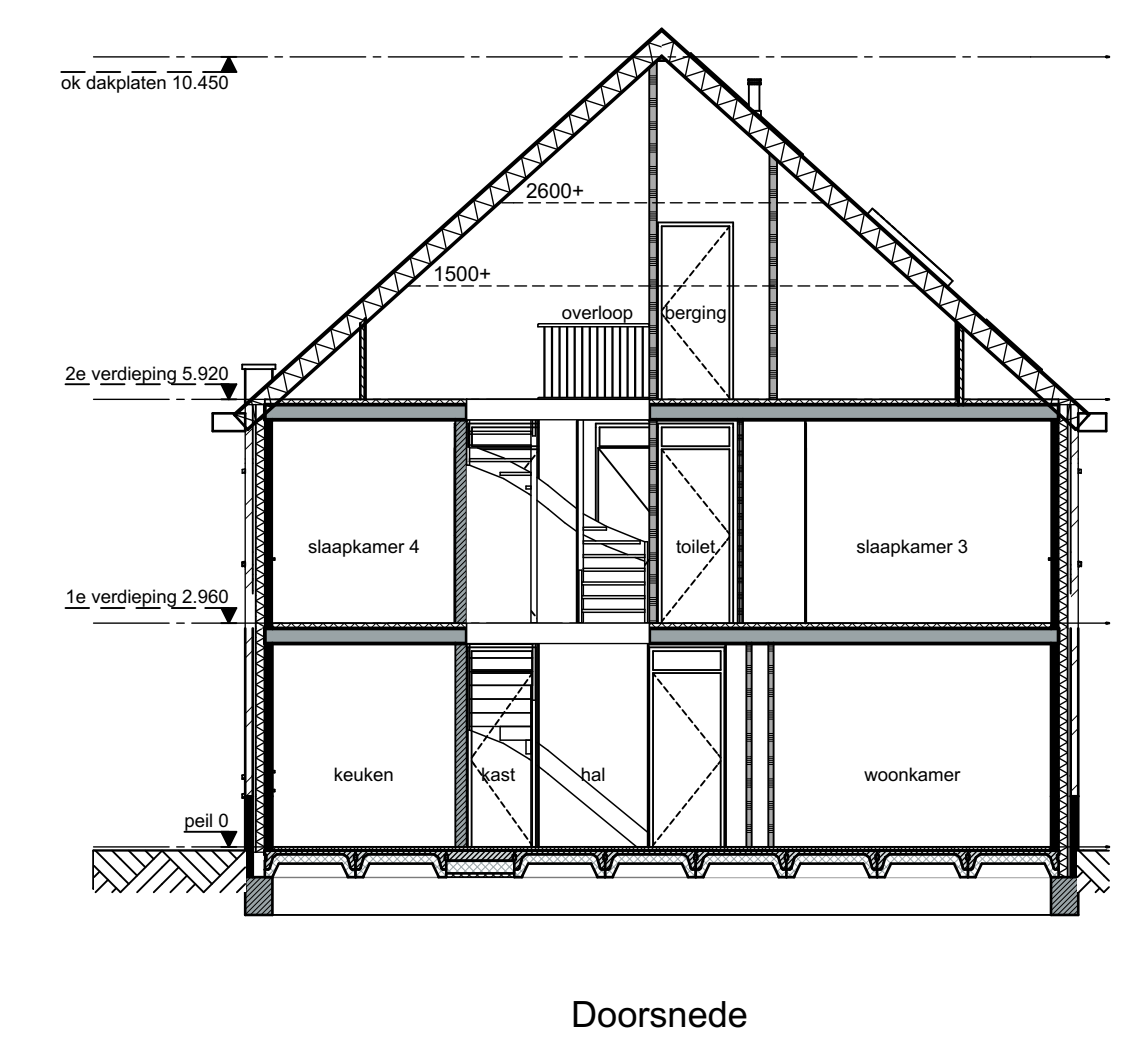 ok dakplaten 10.450
2600+
1500+
overloop berging
2e verdieping 5.920
slaapkamer 4 toilet slaapkamer 3
1e verdieping 2.960
keuken kast hal woonkamer
peil 0
Doorsnede